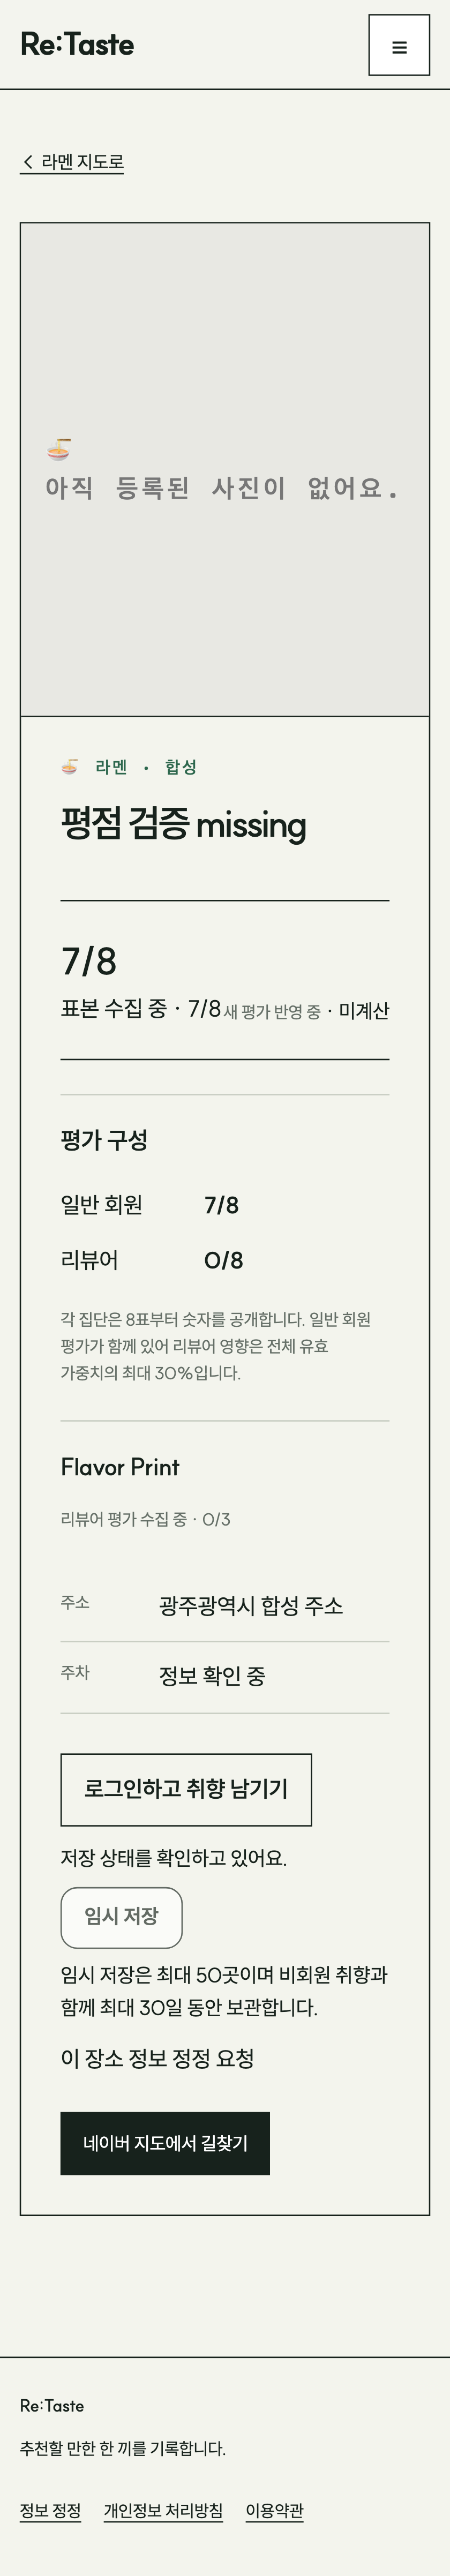 Re:Taste
≡
< 라멘 지도로
🍜
아직 등록된 사진이 없어요.
🍜 라멘 · 합성
평점 검증 missing
7/8
표본 수집 중 · 7/8 새 평가 반영 중 · 미계산
평가 구성
일반 회원 7/8
리뷰어 0/8
각 집단은 8표부터 숫자를 공개합니다. 일반 회원
평가가 함께 있어 리뷰어 영향은 전체 유효
가중치의 최대 30%입니다.
Flavor Print
리뷰어 평가 수집 중 · 0/3
주소 광주광역시 합성 주소
주차 정보 확인 중
로그인하고 취향 남기기
저장 상태를 확인하고 있어요.
임시 저장
임시 저장은 최대 50곳이며 비회원 취향과
함께 최대 30일 동안 보관합니다.
이 장소 정보 정정 요청
네이버 지도에서 길찾기
Re:Taste
추천할 만한 한 끼를 기록합니다.
정보 정정 개인정보 처리방침 이용약관